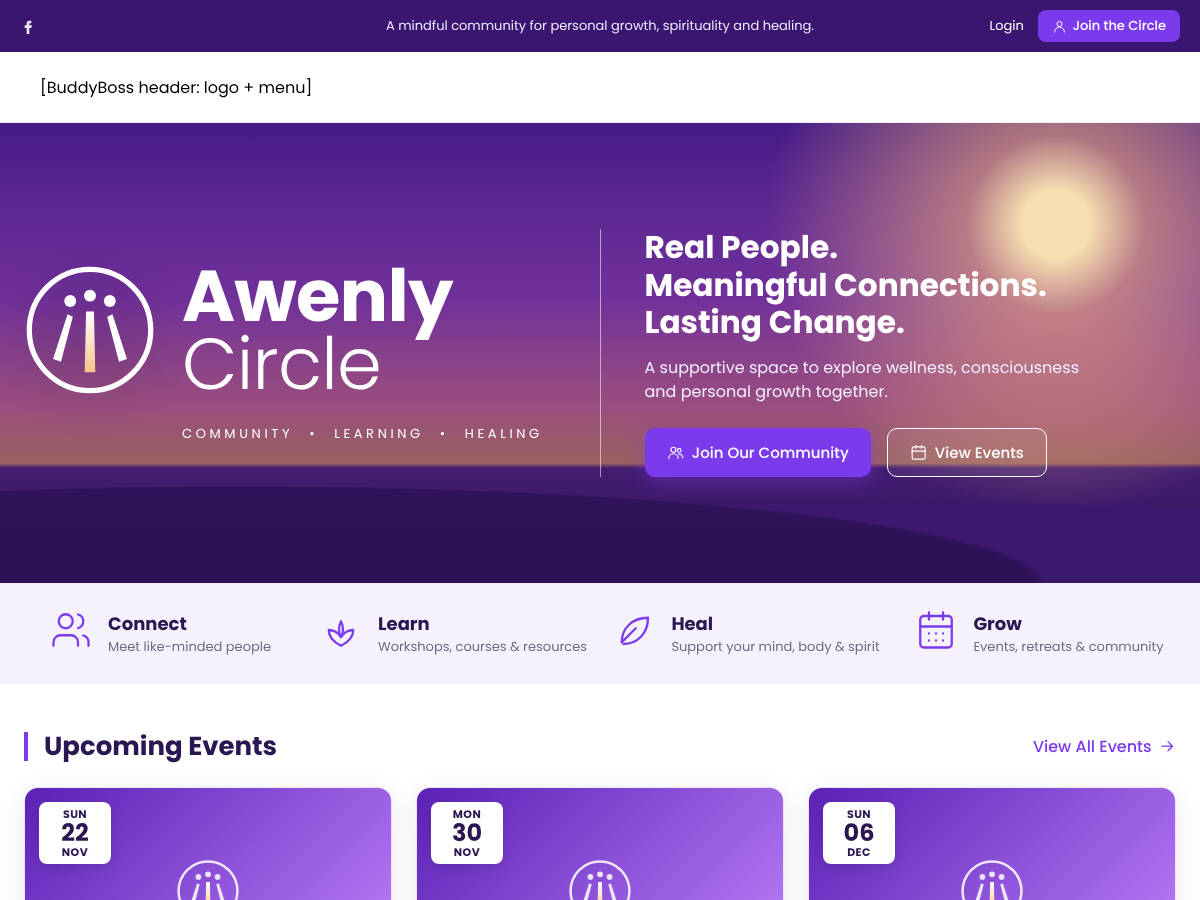 A mindful community for personal growth, spirituality and healing.
Login
Join the Circle
[BuddyBoss header: logo + menu]
Awenly
Circle
COMMUNITY • LEARNING • HEALING
Real People.
Meaningful Connections.
Lasting Change.
A supportive space to explore wellness, consciousness
and personal growth together.
Join Our Community
View Events
Connect
Meet like-minded people
Learn
Workshops, courses & resources
Heal
Support your mind, body & spirit
Grow
Events, retreats & community
Upcoming Events
View All Events
SUN
22
NOV
MON
30
NOV
SUN
06
DEC